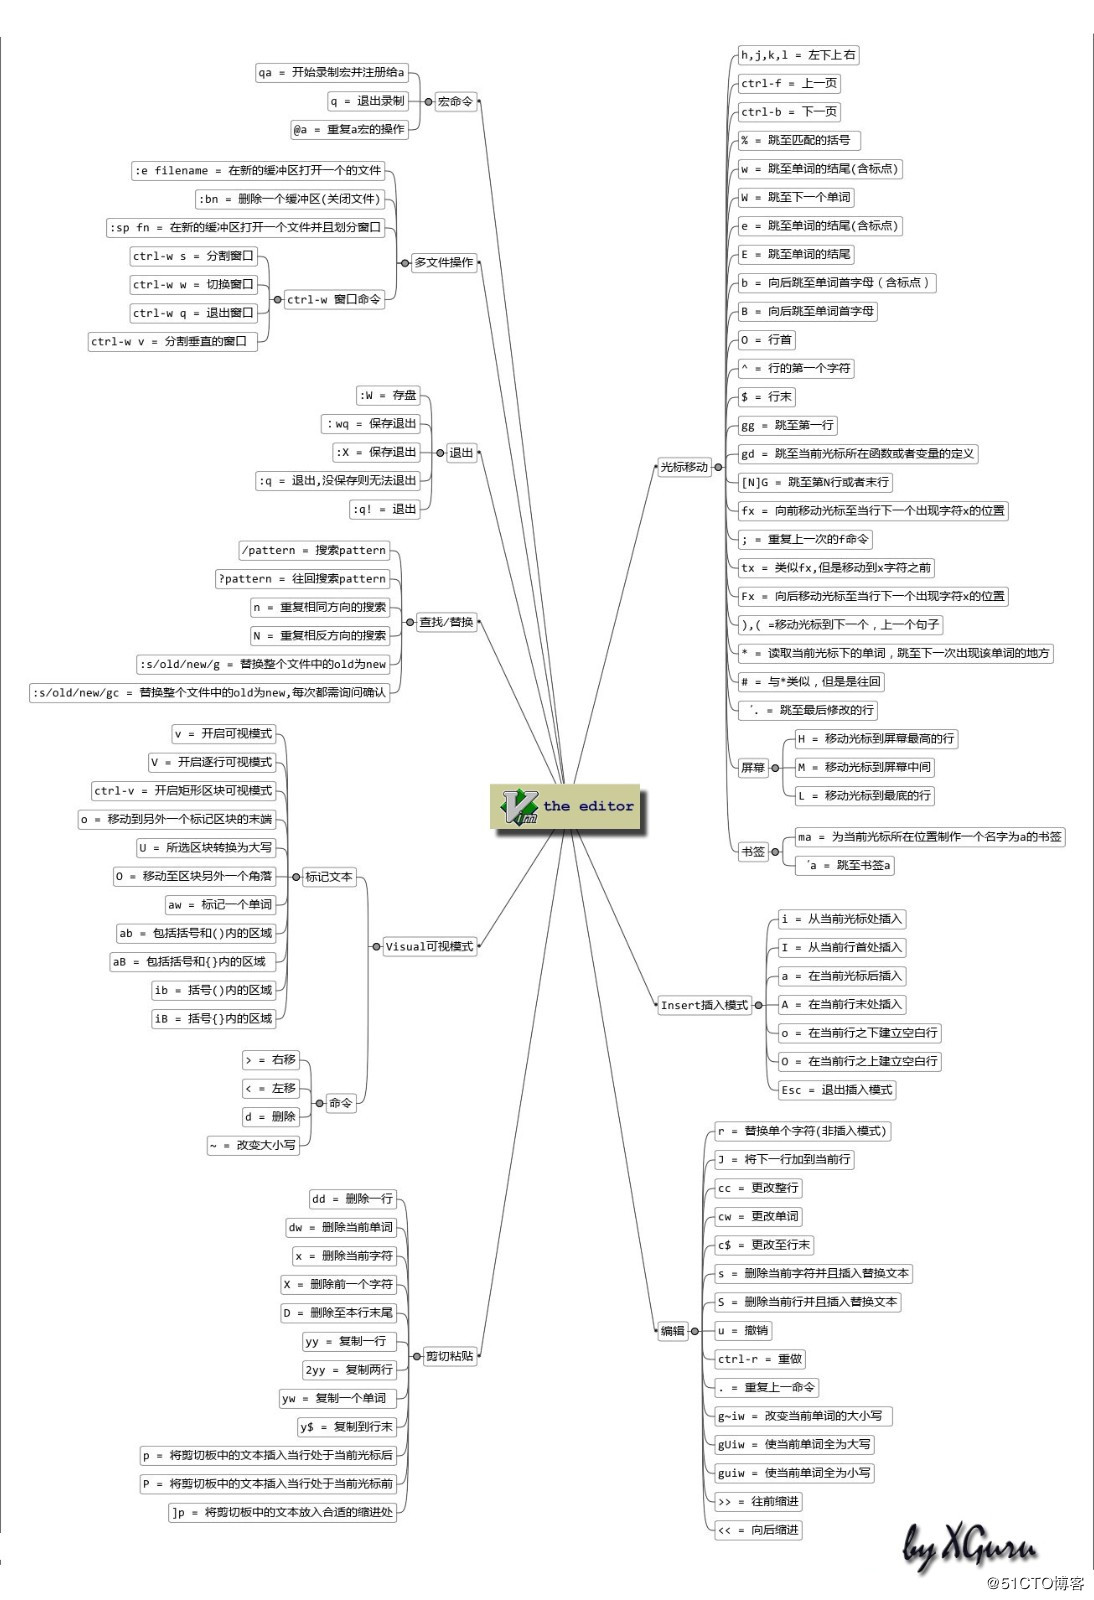 qa = 开始录制宏并注册给a
q = 退出录制
@a = 重复a宏的操作
宏命令
:e filename = 在新的缓冲区打开一个的文件
:bn = 删除一个缓冲区(关闭文件)
:sp fn = 在新的缓冲区打开一个文件并且划分窗口
ctrl-w s = 分割窗口
ctrl-w w = 切换窗口
ctrl-w q = 退出窗口
ctrl-w v = 分割垂直的窗口
ctrl-w 窗口命令
多文件操作
:W = 存盘
:wq = 保存退出
:X = 保存退出
:q = 退出,没保存则无法退出
:q! = 退出
退出
/pattern = 搜索pattern
?pattern = 往回搜索pattern
n = 重复相同方向的搜索
N = 重复相反方向的搜索
:s/old/new/g = 替换整个文件中的old为new
:s/old/new/gc = 替换整个文件中的old为new,每次都需询问确认
查找/替换
v = 开启可视模式
V = 开启逐行可视模式
ctrl-v = 开启矩形区块可视模式
o = 移动到另外一个标记区块的末端
U = 所选区块转换为大写
O = 移动至区块另外一个角落
aw = 标记一个单词
ab = 包括括号和()内的区域
aB = 包括括号和{}内的区域
ib = 括号()内的区域
iB = 括号{}内的区域
标记文本
> = 右移
< = 左移
d = 删除
~ = 改变大小写
命令
Visual可视模式
dd = 删除一行
dw = 删除当前单词
x = 删除当前字符
X = 删除前一个字符
D = 删除至本行末尾
yy = 复制一行
2yy = 复制两行
yw = 复制一个单词
y$ = 复制到行末
p = 将剪切板中的文本插入当行处于当前光标后
P = 将剪切板中的文本插入当行处于当前光标前
]p = 将剪切板中的文本放入合适的缩进处
剪切粘贴
Vim the editor
h,j,k,l = 左下上右
ctrl-f = 上一页
ctrl-b = 下一页
% = 跳至匹配的括号
w = 跳至单词的结尾(含标点)
W = 跳至下一个单词
e = 跳至单词的结尾(含标点)
E = 跳至单词的结尾
b = 向后跳至单词首字母（含标点）
B = 向后跳至单词首字母
O = 行首
^ = 行的第一个字符
$ = 行末
gg = 跳至第一行
gd = 跳至当前光标所在函数或者变量的定义
[N]G = 跳至第N行或者末行
fx = 向前移动光标至当行下一个出现字符x的位置
; = 重复上一次的f命令
tx = 类似fx,但是移动到x字符之前
Fx = 向后移动光标至当行下一个出现字符x的位置
),( =移动光标到下一个，上一个句子
* = 读取当前光标下的单词，跳至下一次出现该单词的地方
# = 与*类似，但是是往回
´. = 跳至最后修改的行
H = 移动光标到屏幕最高的行
M = 移动光标到屏幕中间
L = 移动光标到最底的行
屏幕
ma = 为当前光标所在位置制作一个名字为a的书签
´a = 跳至书签a
书签
光标移动
i = 从当前光标处插入
I = 从当前行首处插入
a = 在当前光标后插入
A = 在当前行末处插入
o = 在当前行之下建立空白行
O = 在当前行之上建立空白行
Esc = 退出插入模式
Insert插入模式
r = 替换单个字符(非插入模式)
J = 将下一行加到当前行
cc = 更改整行
cw = 更改单词
c$ = 更改至行末
s = 删除当前字符并且插入替换文本
S = 删除当前行并且插入替换文本
u = 撤销
ctrl-r = 重做
. = 重复上一命令
g~iw = 改变当前单词的大小写
gUiw = 使当前单词全为大写
guiw = 使当前单词全为小写
>> = 往前缩进
<< = 向后缩进
编辑
by XGuru
@51CTO博客